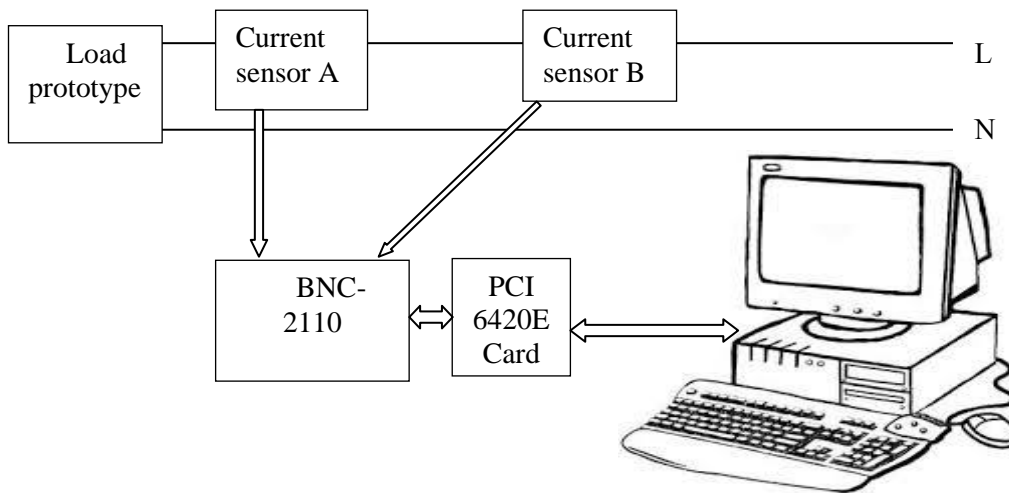 Load
prototype
Current
sensor A
Current
sensor B
L
N
BNC-
2110
PCI
6420E
Card